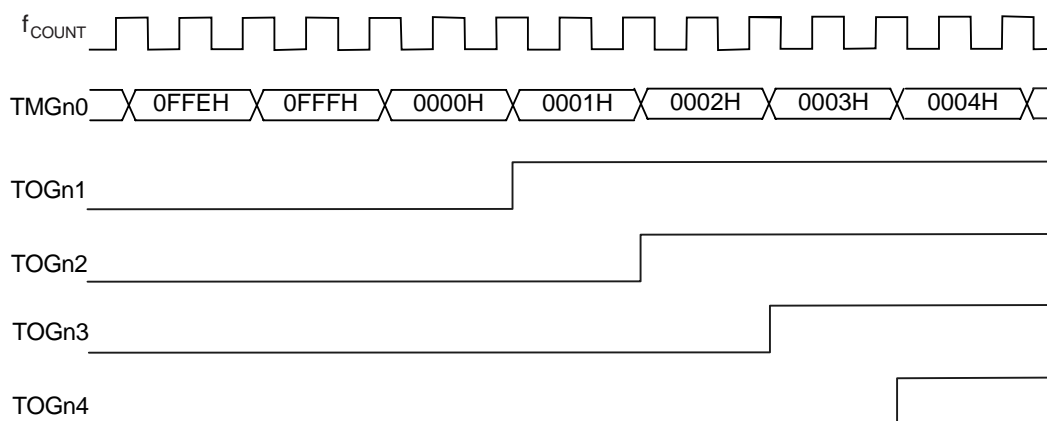 fCOUNT
TMGn0 0FFEH 0FFFH 0000H 0001H 0002H 0003H 0004H
TOGn1
TOGn2
TOGn3
TOGn4